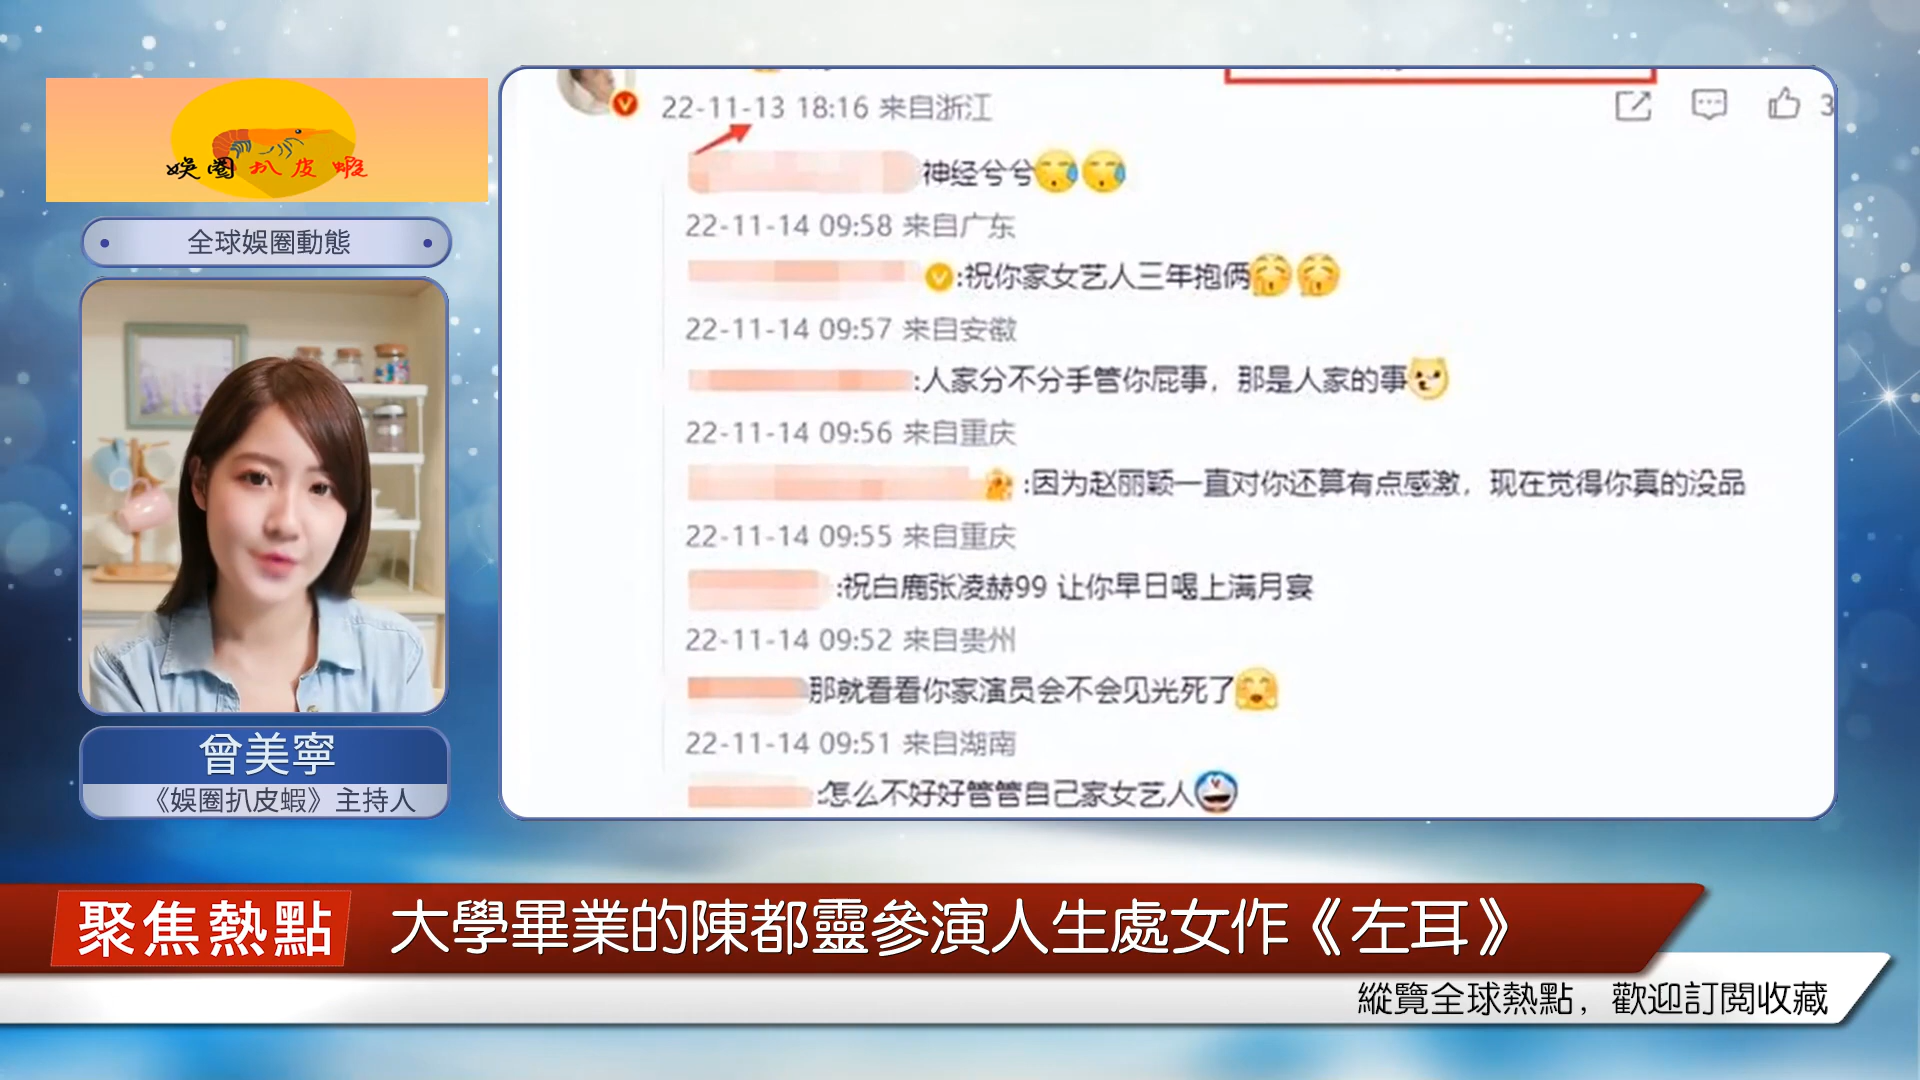 娛圈扒皮蝦
全球娛圈動態
曾美寧
《娛圈扒皮蝦》主持人
22-11-13 18:16 来自浙江
3
神经兮兮
22-11-14 09:58 来自广东
:祝你家女艺人三年抱俩
22-11-14 09:57 来自安徽
:人家分不分手管你屁事，那是人家的事
22-11-14 09:56 来自重庆
:因为赵丽颖一直对你还算有点感激，现在觉得你真的没品
22-11-14 09:55 来自重庆
:祝白鹿张凌赫99 让你早日喝上满月宴
22-11-14 09:52 来自贵州
那就看看你家演员会不会见光死了
22-11-14 09:51 来自湖南
:怎么不好好管管自己家女艺人
聚焦熱點
大學畢業的陳都靈參演人生處女作《左耳》
縱覽全球熱點，歡迎訂閱收藏